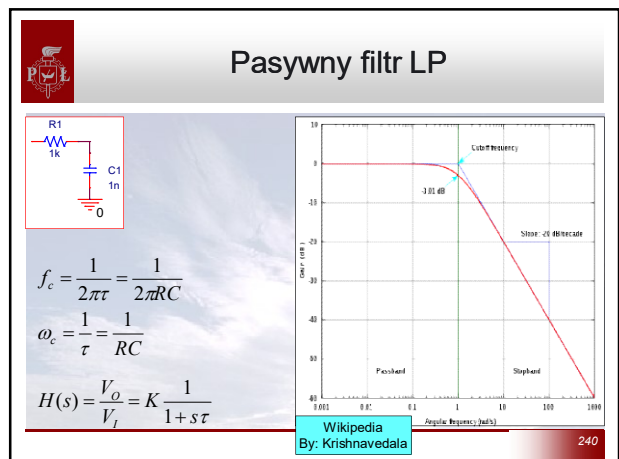 Pasywny filtr LP
P Ł
R1
1k
C1
1n
0
f_c = 1/(2πτ) = 1/(2πRC)
ω_c = 1/τ = 1/(RC)
H(s) = V_O/V_I = K 1/(1+sτ)
10
0
-10
-20
-30
-40
-50
-60
0.001 0.01 0.1 1 10 100 1000
Gain (dB)
Angular frequency (rad/s)
Cutoff frequency
-3.01 dB
Slope: -20 dB/decade
Passband
Stopband
Wikipedia
By: Krishnavedala
240